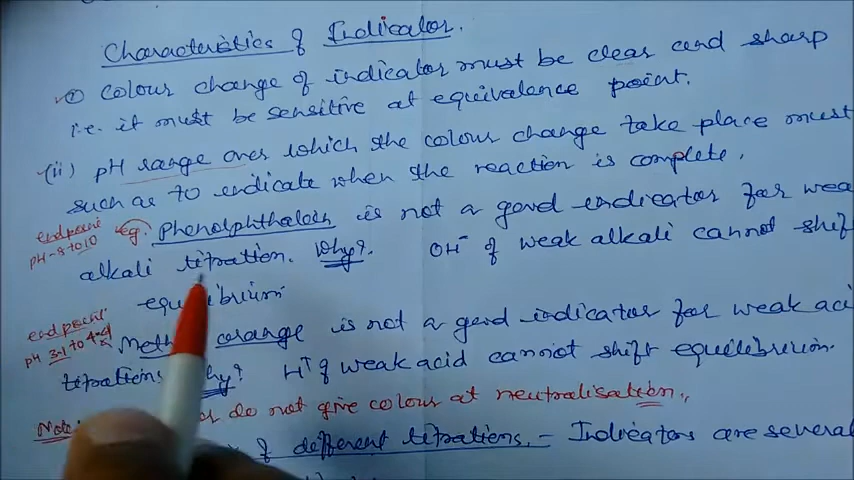 Characteristics of Indicator.
(i) Colour change of indicator must be clear and sharp
i.e. it must be sensitive at equivalence point.
(ii) pH range over which the colour change take place must
such as to indicate when the reaction is complete.
endpoint
pH-8 to 10
eg. Phenolphthalein is not a good indicator for wea
alkali titration. Why? OH⁻ of weak alkali cannot shift
equilibrium
endpoint
pH 3.1 to 4.4
orange is not a good indicator for weak aci
titrations H⁺ of weak acid cannot shift equilibrium.
Note: do not give colour at neutralisation.
of different titrations. - Indicators are several